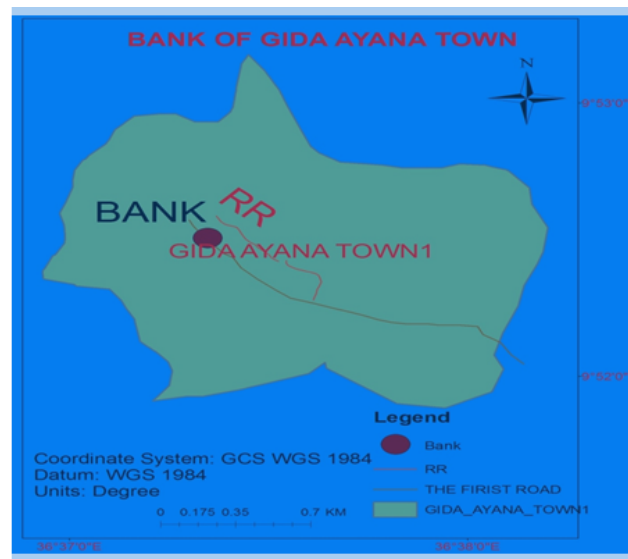 BANK OF GIDA AYANA TOWN
N
9°53'0"
RR
BANK
GIDA AYANA TOWN1
9°52'0"
Legend
Bank
RR
THE FIRIST ROAD
GIDA_AYANA_TOWN1
Coordinate System: GCS WGS 1984
Datum: WGS 1984
Units: Degree
0 0.175 0.35 0.7 KM
36°37'0"E 36°38'0"E